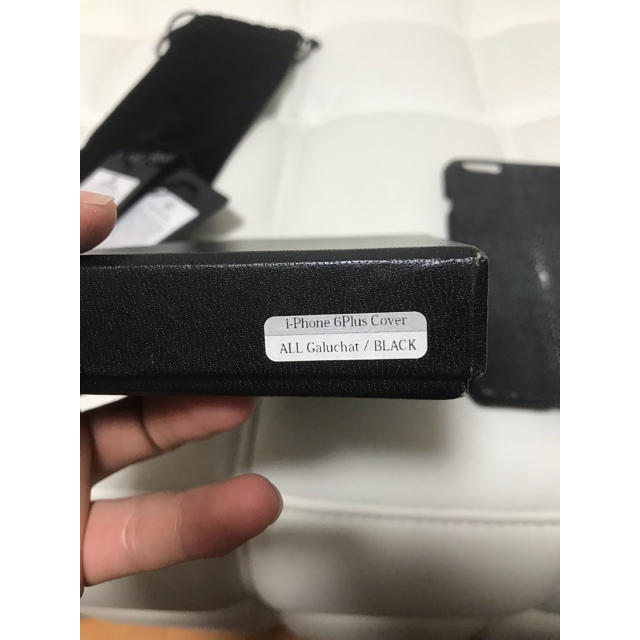 i-Phone 6Plus Cover
ALL Galuchat / BLACK